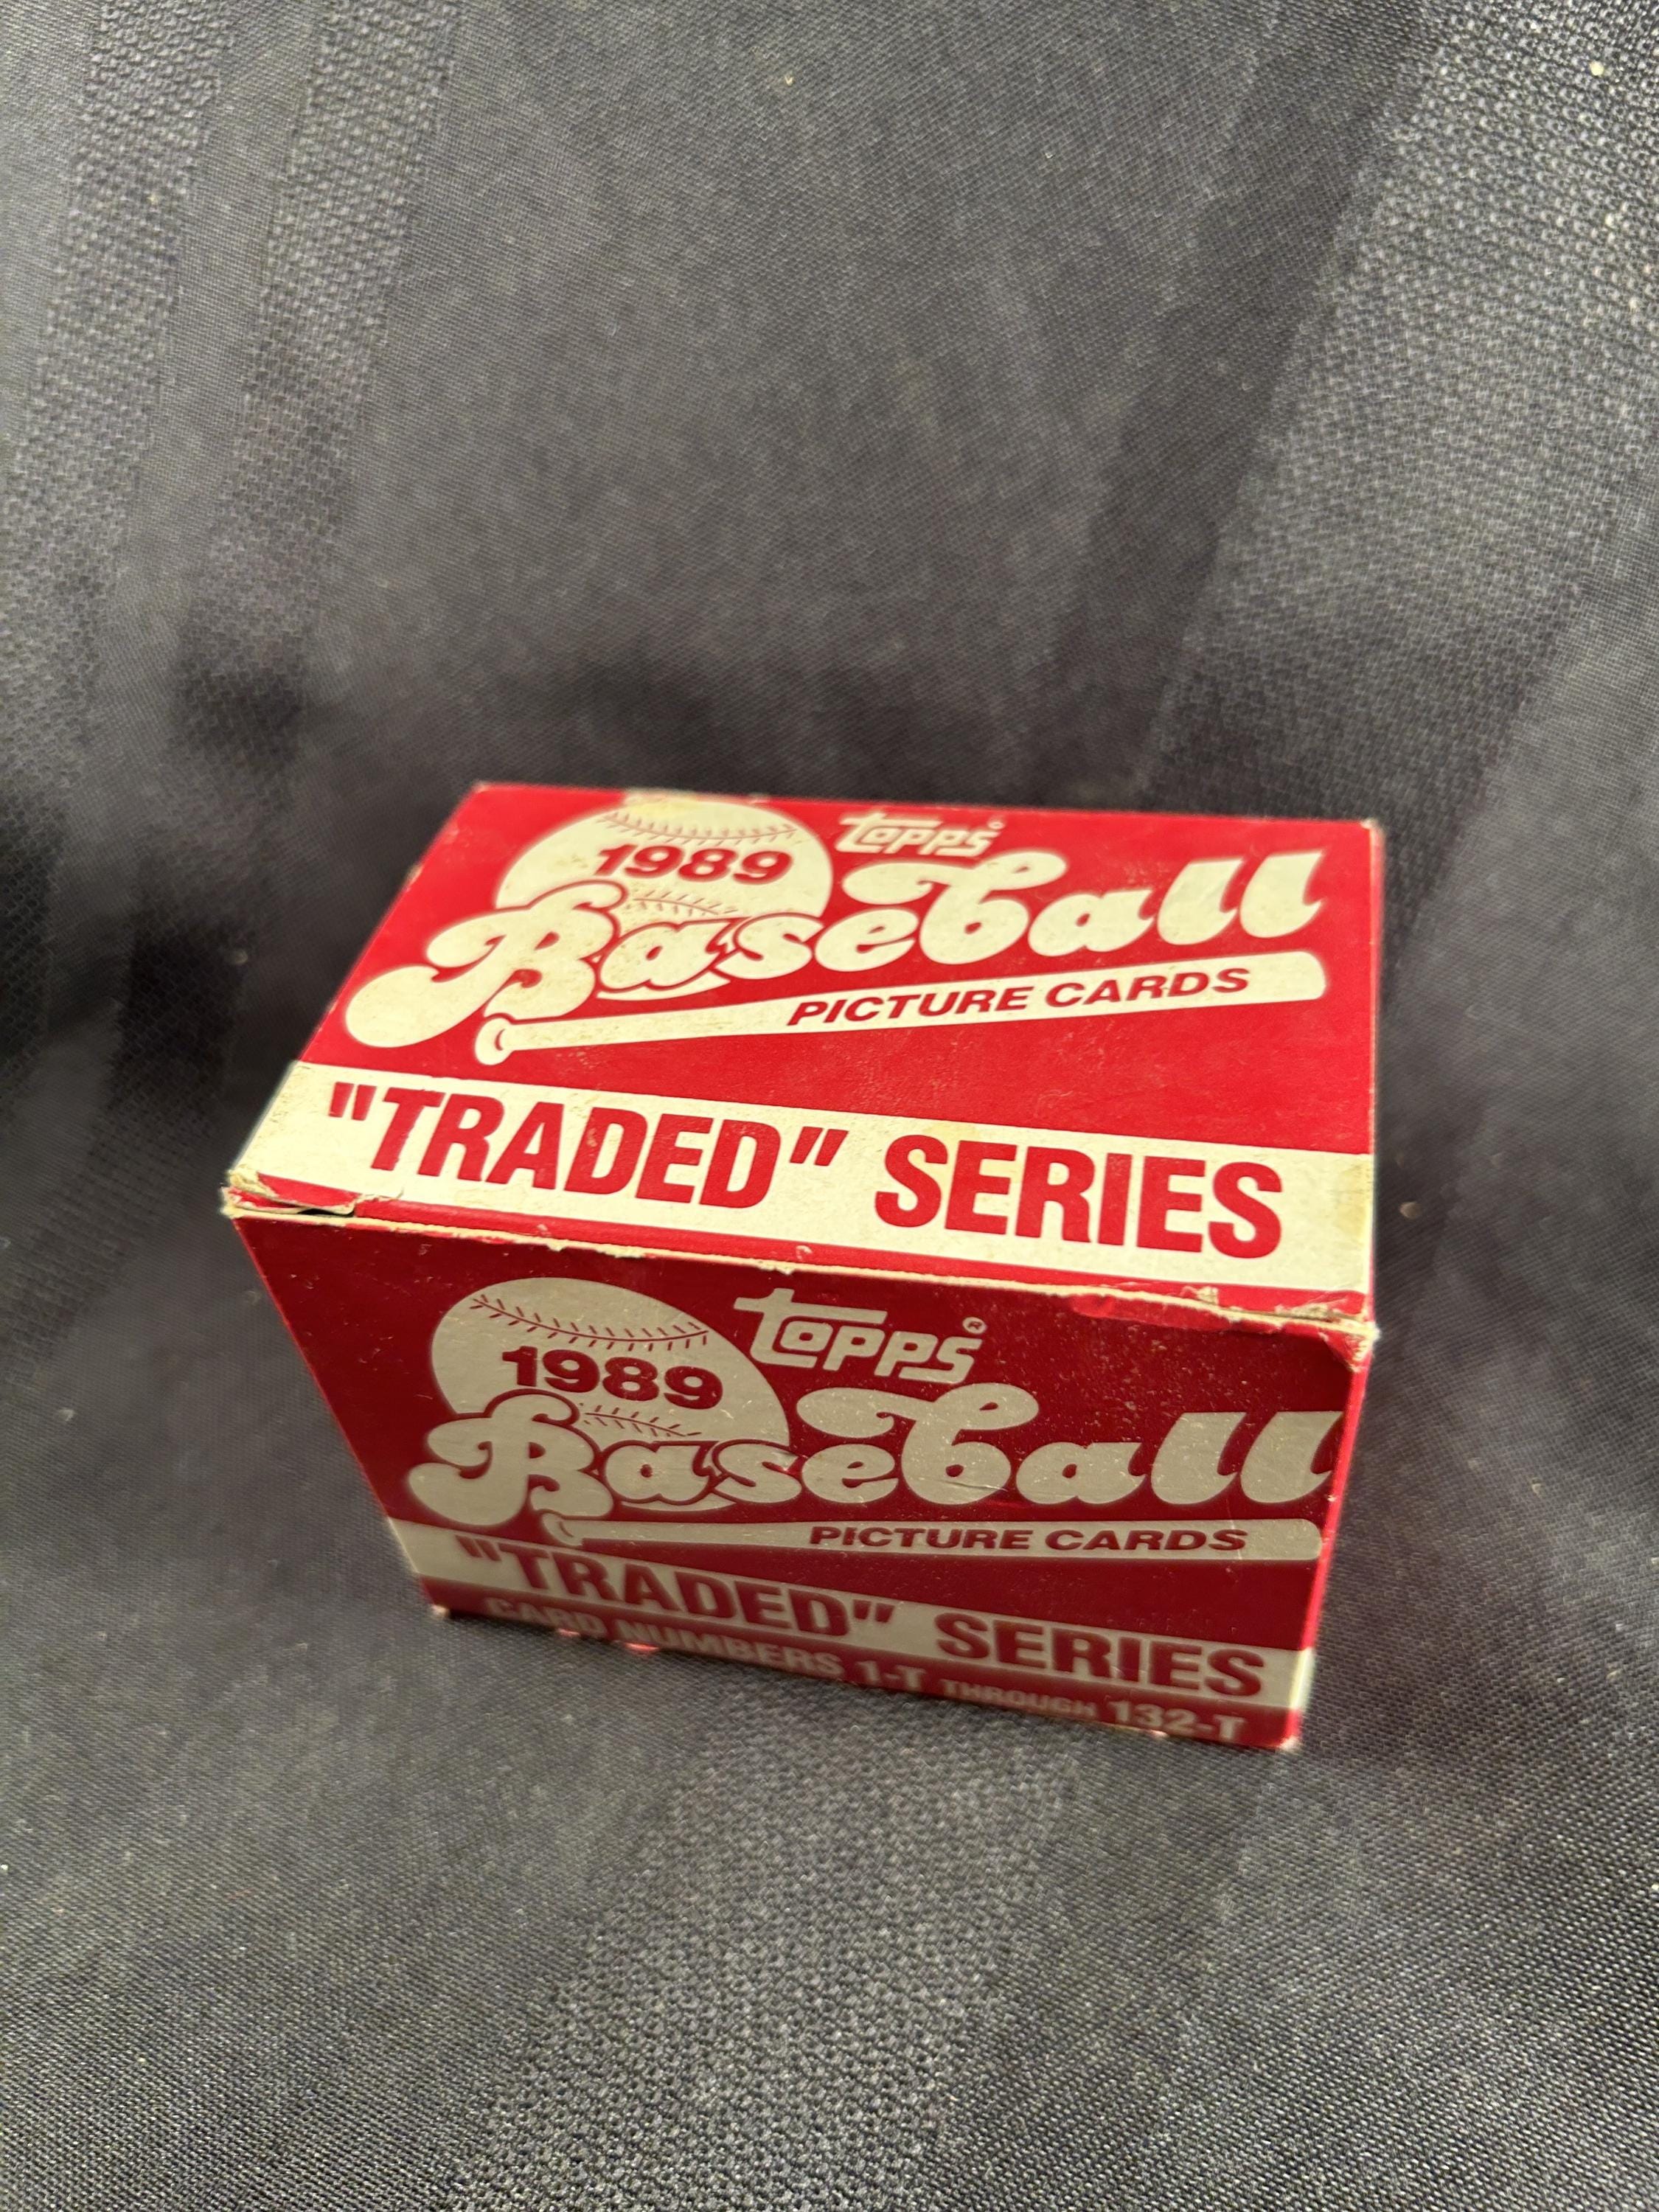 1989
topps®
Baseball
PICTURE CARDS
"TRADED" SERIES
1989
topps®
Baseball
PICTURE CARDS
"TRADED" SERIES
CARD NUMBERS 1-T THROUGH 132-T